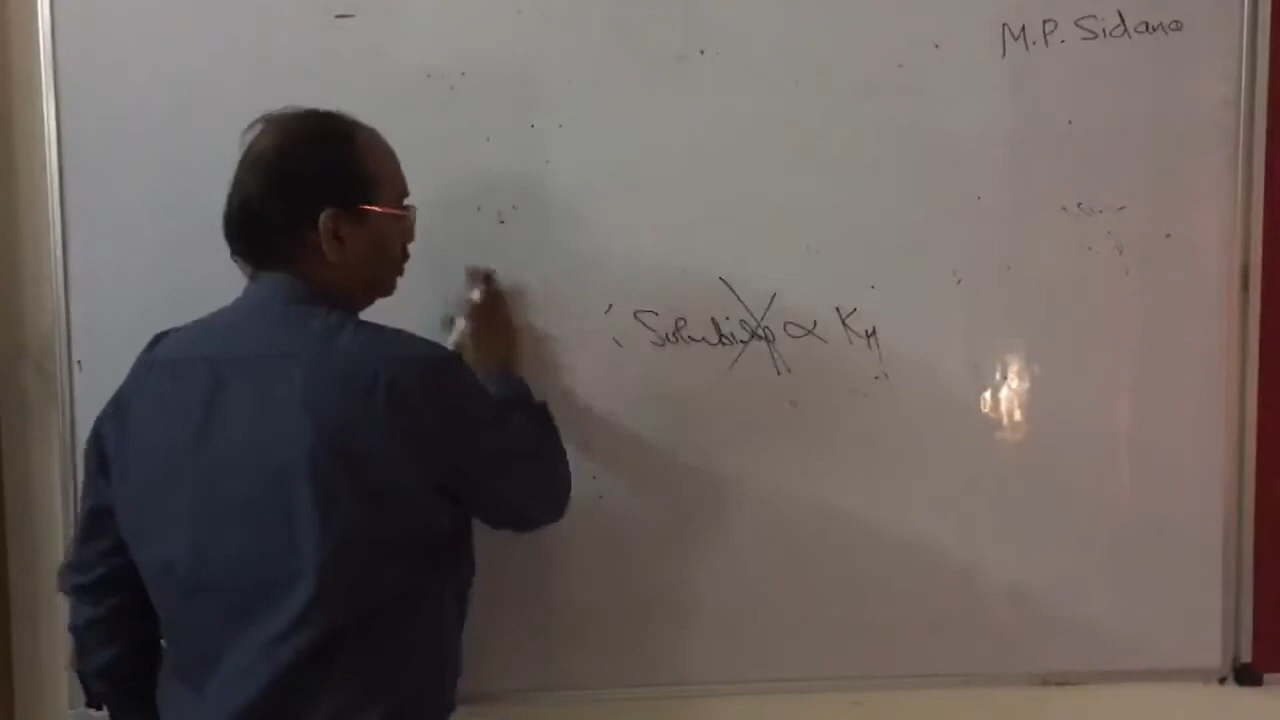 M.P. Sidana
∴ Solubility ∝ K_H